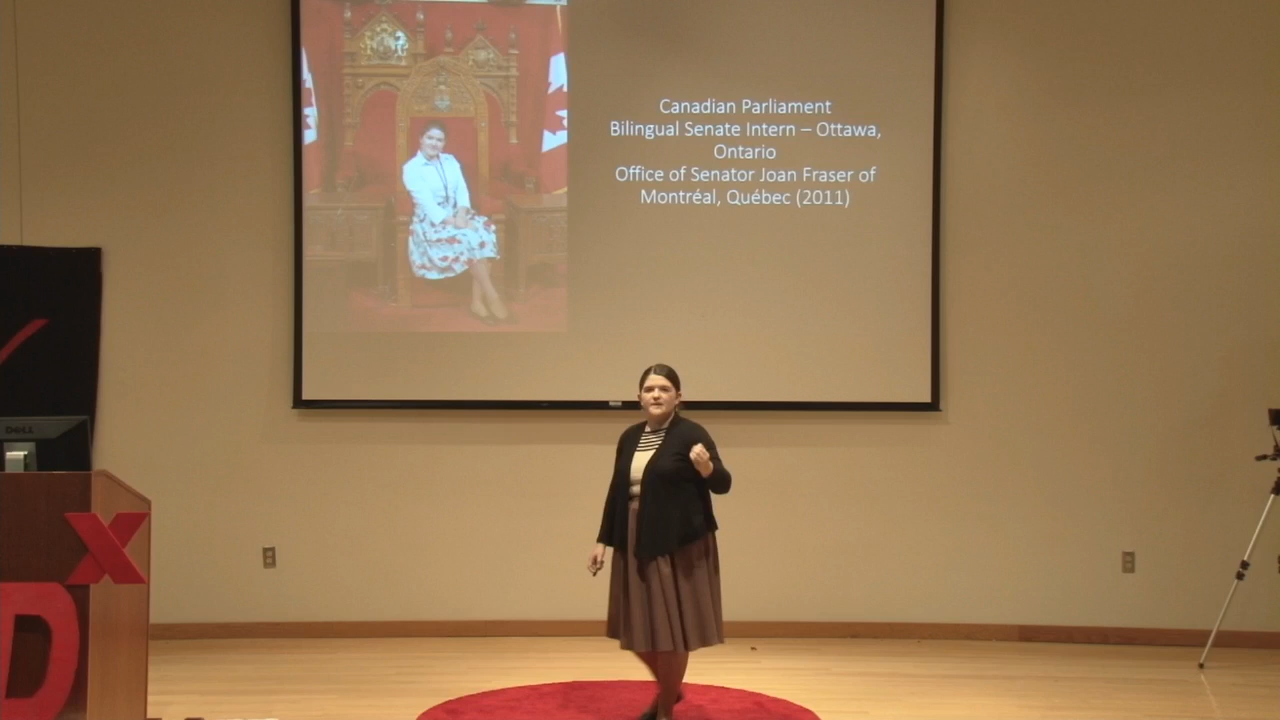 Canadian Parliament
Bilingual Senate Intern – Ottawa,
Ontario
Office of Senator Joan Fraser of
Montréal, Québec (2011)
DELL
X
D